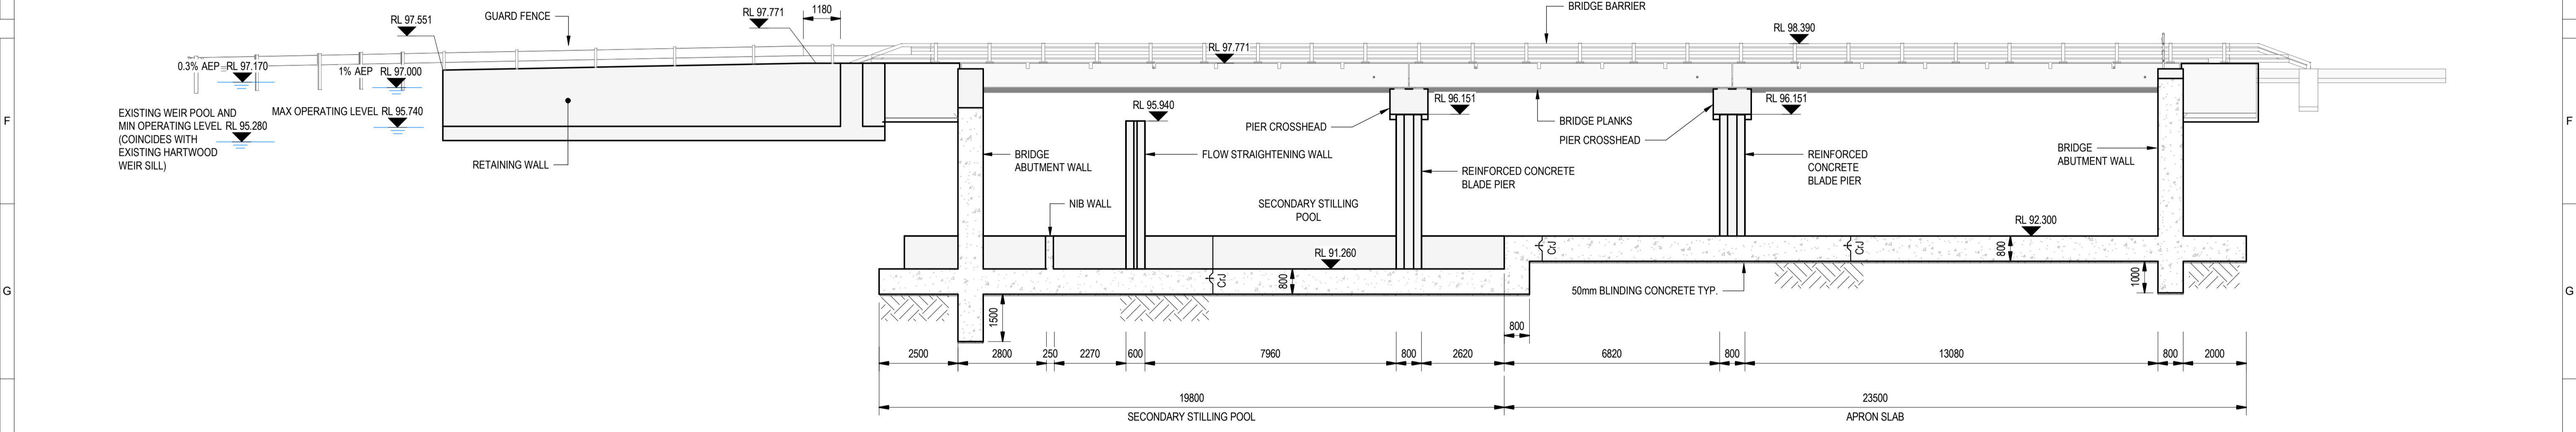 BRIDGE BARRIER
1180
RL 97.771
GUARD FENCE
RL 97.551
RL 98.390
RL 97.771
0.3% AEP RL 97.170
1% AEP RL 97.000
F
EXISTING WEIR POOL AND
MIN OPERATING LEVEL RL 95.280
(COINCIDES WITH
EXISTING HARTWOOD
WEIR SILL)
MAX OPERATING LEVEL RL 95.740
RL 95.940
RL 96.151
RL 96.151
F
PIER CROSSHEAD
BRIDGE PLANKS
PIER CROSSHEAD
RETAINING WALL
BRIDGE
ABUTMENT WALL
FLOW STRAIGHTENING WALL
REINFORCED CONCRETE
BLADE PIER
REINFORCED
CONCRETE
BLADE PIER
BRIDGE
ABUTMENT WALL
NIB WALL
SECONDARY STILLING
POOL
RL 92.300
RL 91.260
CrJ
CrJ
CrJ
800
800
1000
G
50mm BLINDING CONCRETE TYP.
G
1500
800
2500
2800
250
2270
600
7960
800
2620
6820
800
13080
800
2000
19800
23500
SECONDARY STILLING POOL
APRON SLAB